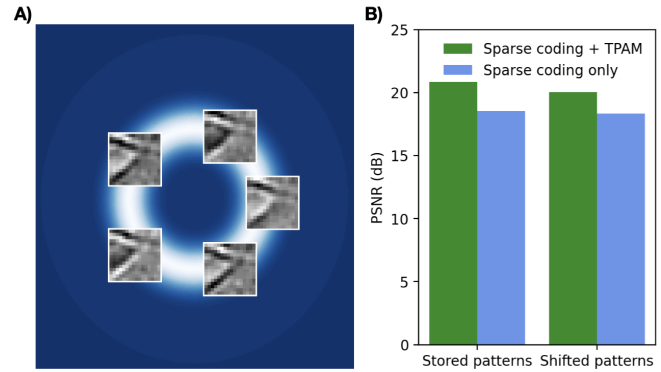 A)
B)
25
20
15
10
5
0
PSNR (dB)
Sparse coding + TPAM
Sparse coding only
Stored patterns
Shifted patterns